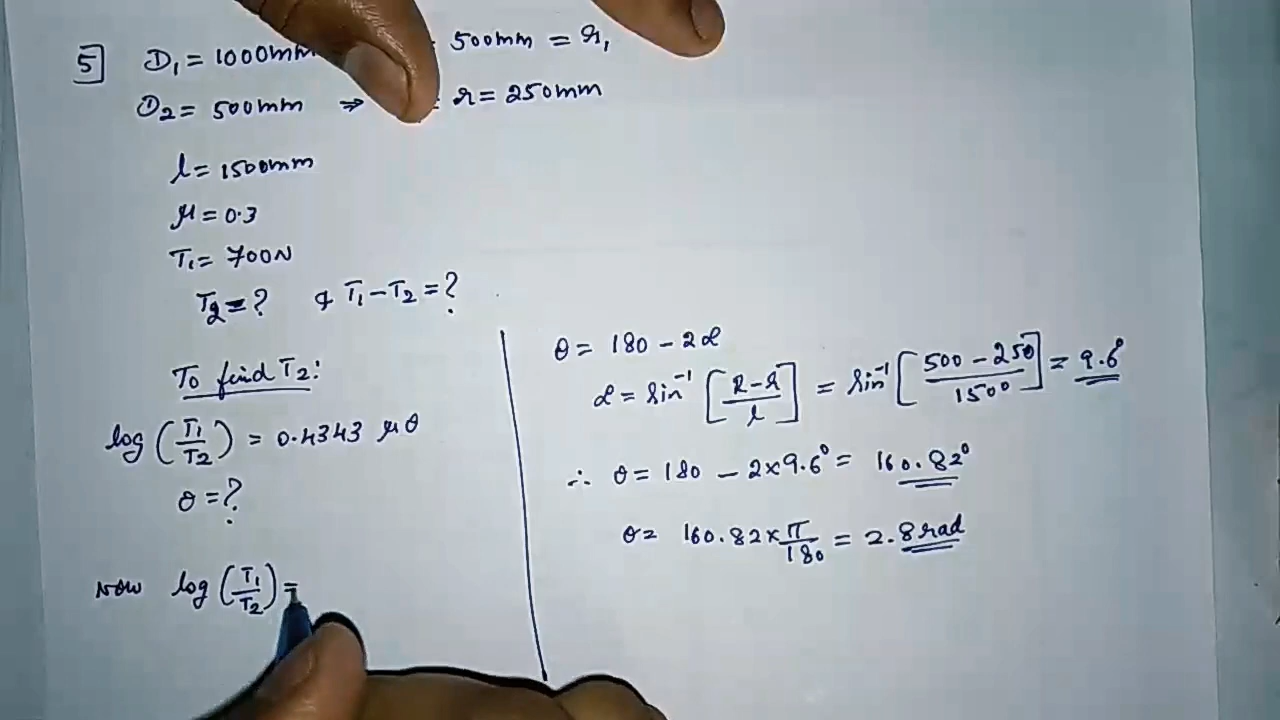 5 D₁ = 1000mm 500mm = r₁
D₂ = 500mm ⇒ = r = 250mm
l = 1500mm
μ = 0.3
T₁ = 700N
T₂ = ? & T₁ - T₂ = ?
To find T₂:
log (T₁/T₂) = 0.4343 μθ
θ = ?
Now log (T₁/T₂) =
θ = 180 - 2α
α = sin⁻¹ [R-r/l] = sin⁻¹ [500 - 250/1500] = 9.6°
∴ θ = 180 - 2×9.6° = 160.82°
θ = 160.82 × π/180 = 2.8 rad